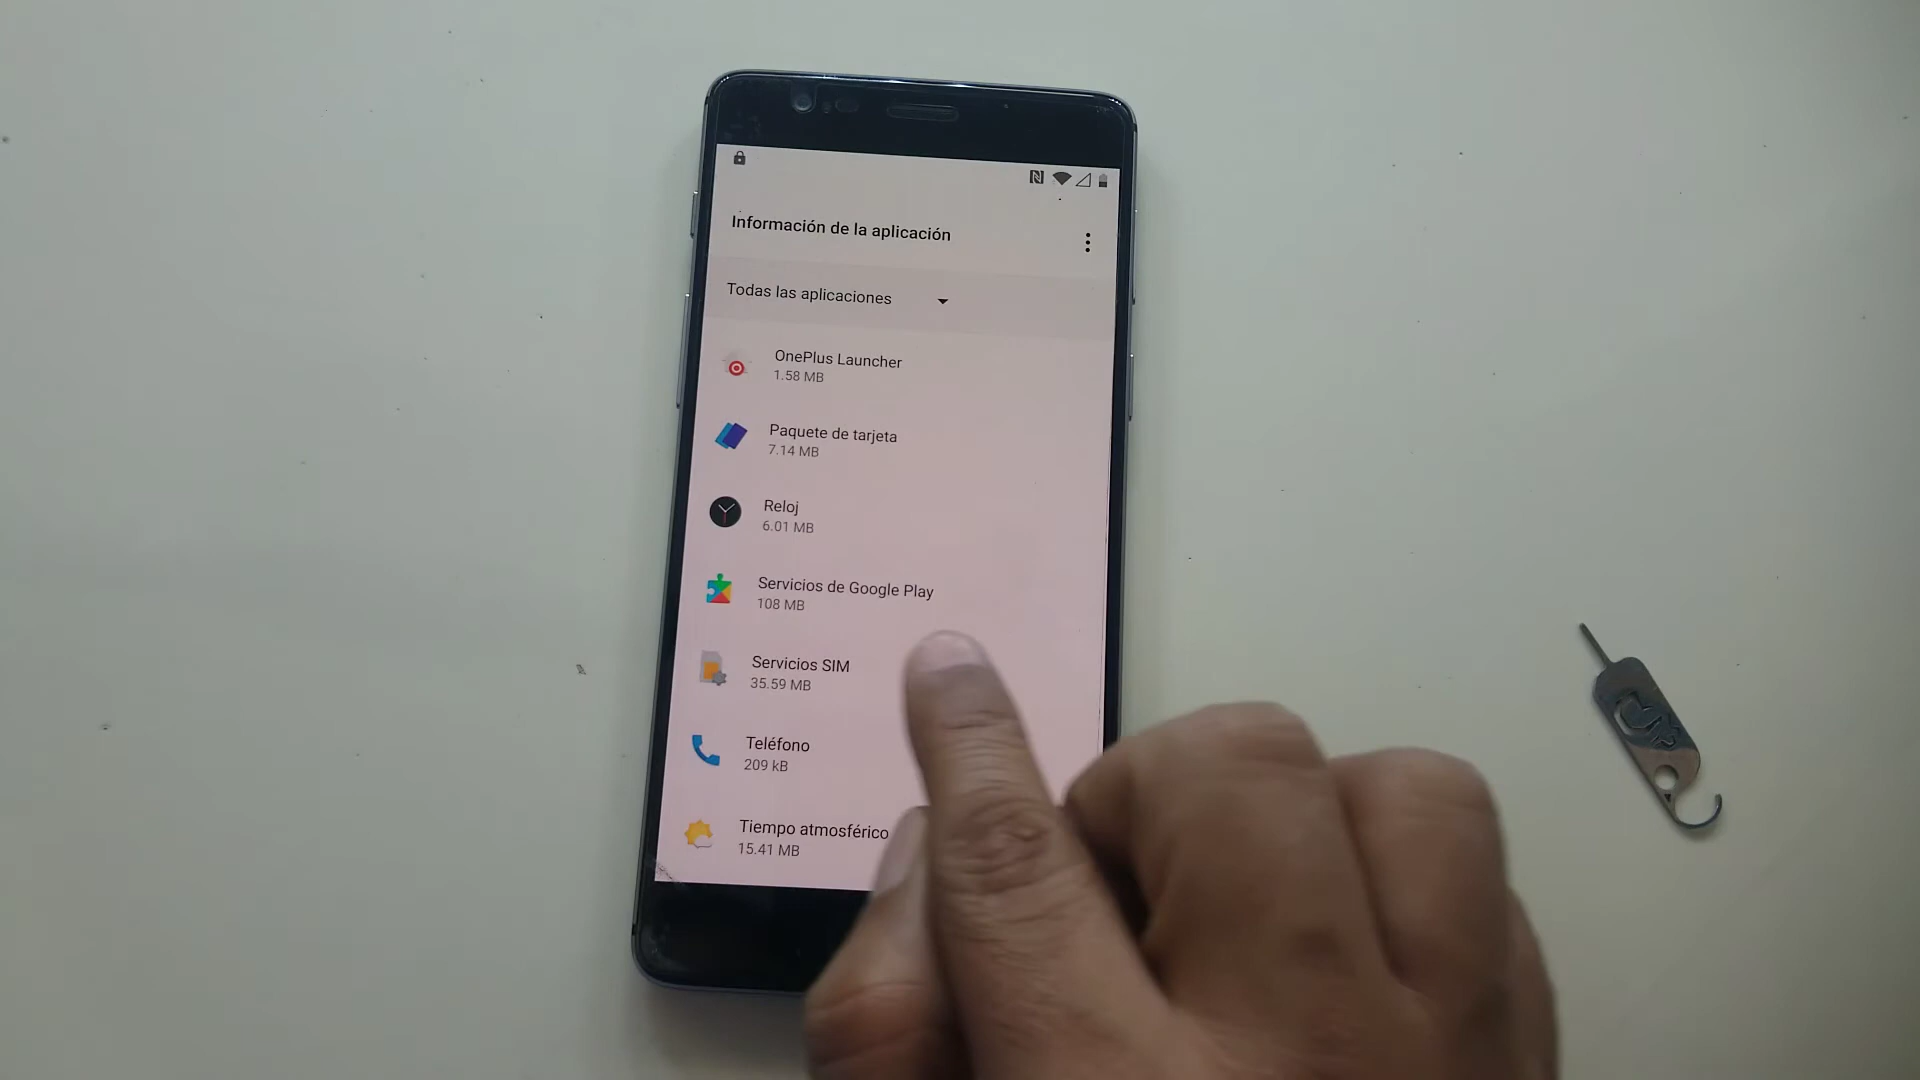 Información de la aplicación
Todas las aplicaciones
OnePlus Launcher
1.58 MB
Paquete de tarjeta
7.14 MB
Reloj
6.01 MB
Servicios de Google Play
108 MB
Servicios SIM
35.59 MB
Teléfono
209 kB
Tiempo atmosférico
15.41 MB